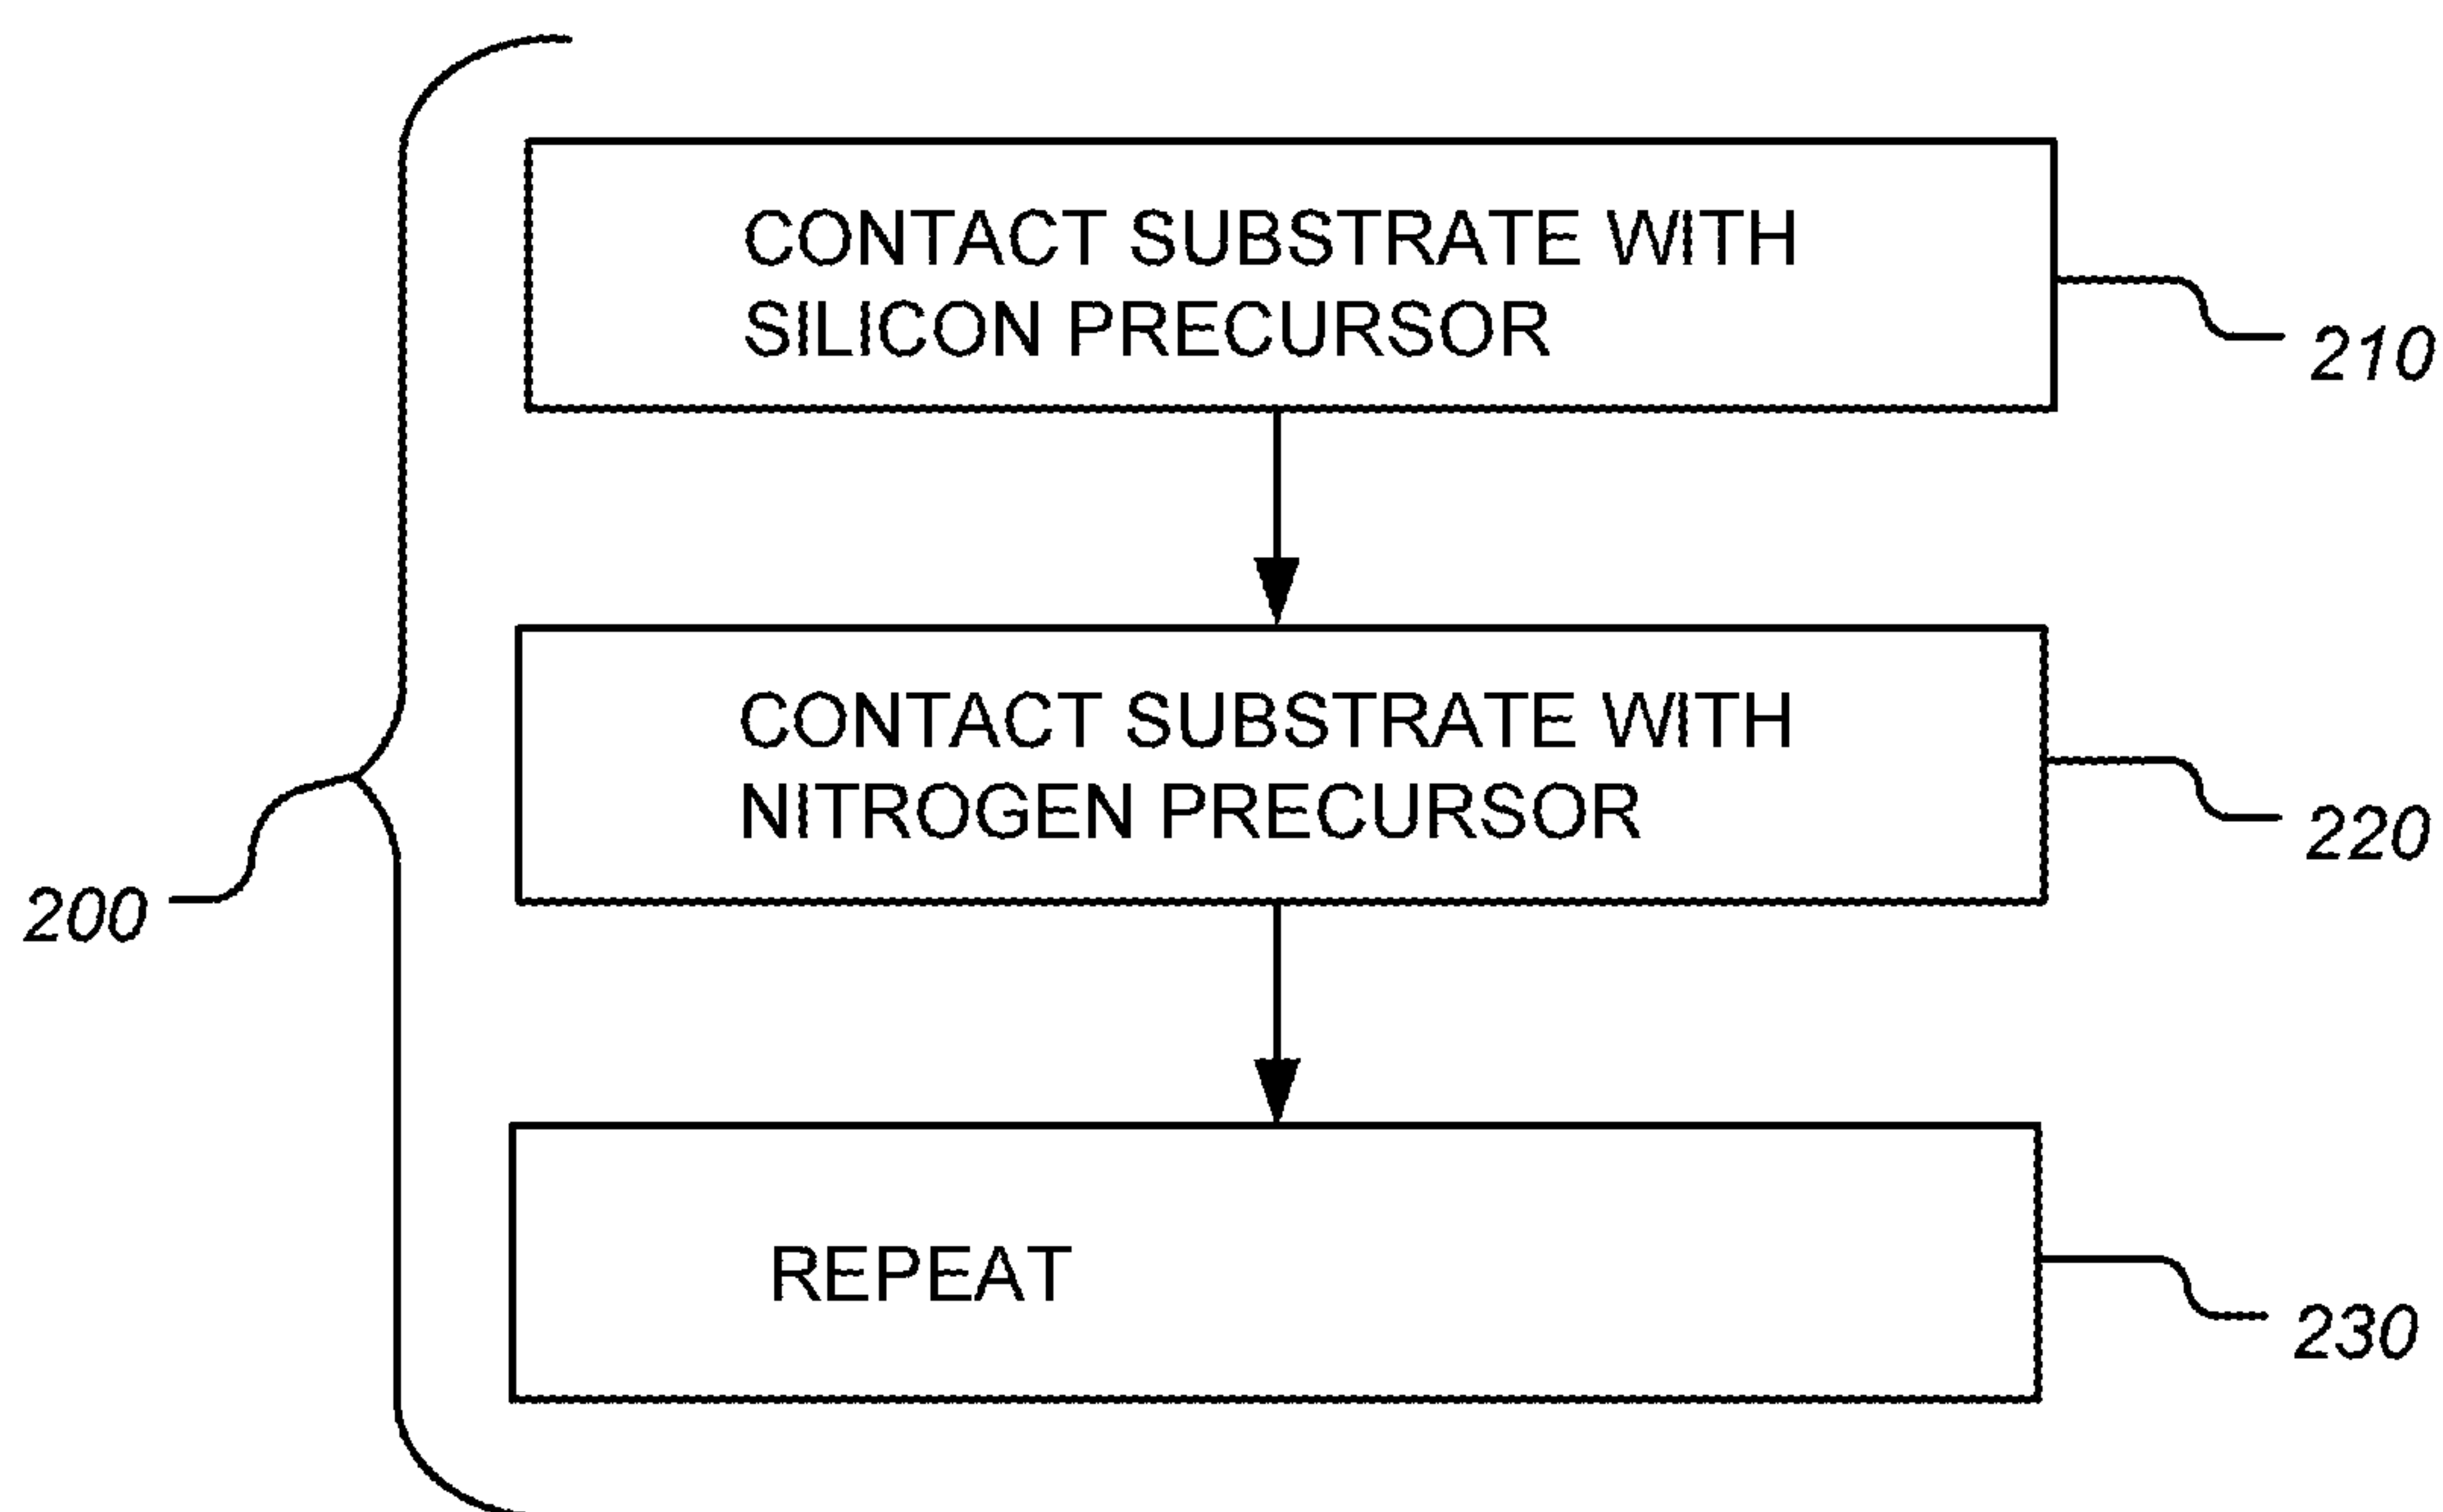 CONTACT SUBSTRATE WITH
SILICON PRECURSOR
210
CONTACT SUBSTRATE WITH
NITROGEN PRECURSOR
220
200
REPEAT
230